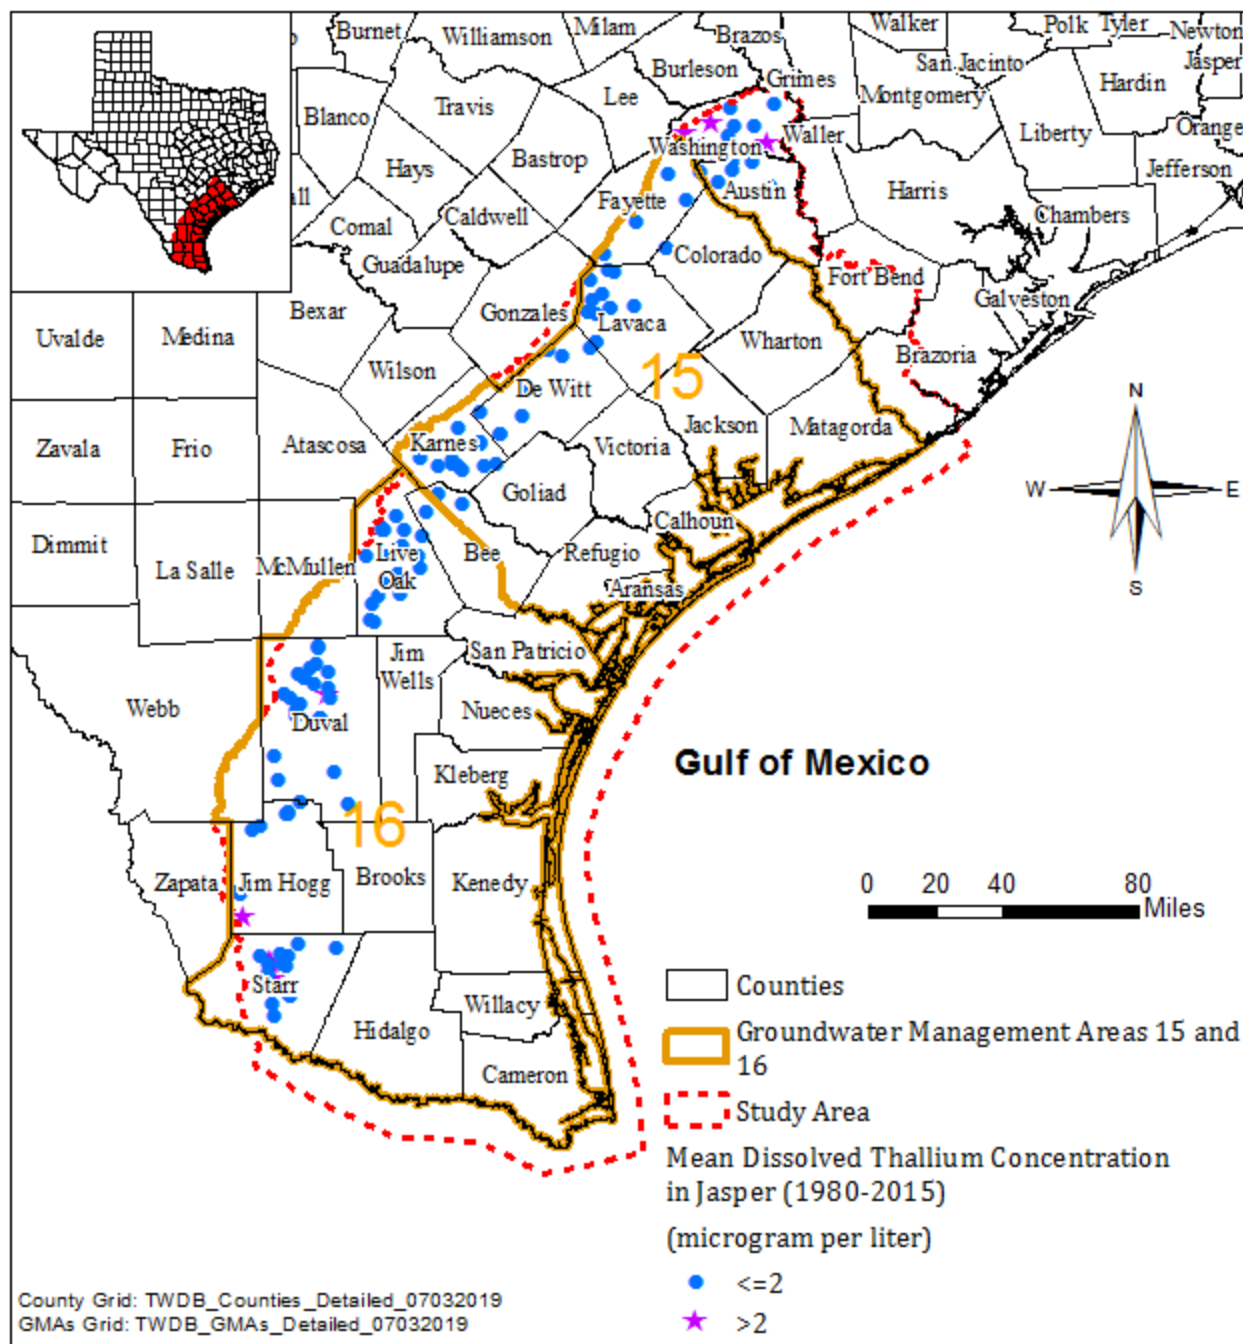 Burnet
Williamson
Milam
Brazos
Walker
Polk
Tyler
Newton
Burleson
Grimes
San Jacinto
Jasper
Hardin
Blanco
Travis
Lee
Montgomery
Liberty
Orange
Washington
Waller
Bastrop
Jefferson
Hays
Austin
Harris
all
Fayette
Caldwell
Chambers
Comal
Colorado
Guadalupe
Fort Bend
Galveston
Bexar
Gonzales
Lavaca
Uvalde
Medina
Wharton
Brazoria
Wilson
15
De Witt
N
Jackson
Matagorda
Zavala
Frio
Atascosa
Karnes
Victoria
Goliad
W
E
Calhoun
Dimmit
La Salle
McMullen
Live
Oak
Bee
Refugio
Aransas
S
San Patricio
Jim
Wells
Webb
Duval
Nueces
Gulf of Mexico
Kleberg
16
Zapata
Jim Hogg
Brooks
Kenedy
0 20 40 80
Miles
Starr
Willacy
Hidalgo
Cameron
Counties
Groundwater Management Areas 15 and
16
Study Area
Mean Dissolved Thallium Concentration
in Jasper (1980-2015)
(microgram per liter)
<=2
>2
County Grid: TWDB_Counties_Detailed_07032019
GMAs Grid: TWDB_GMAs_Detailed_07032019